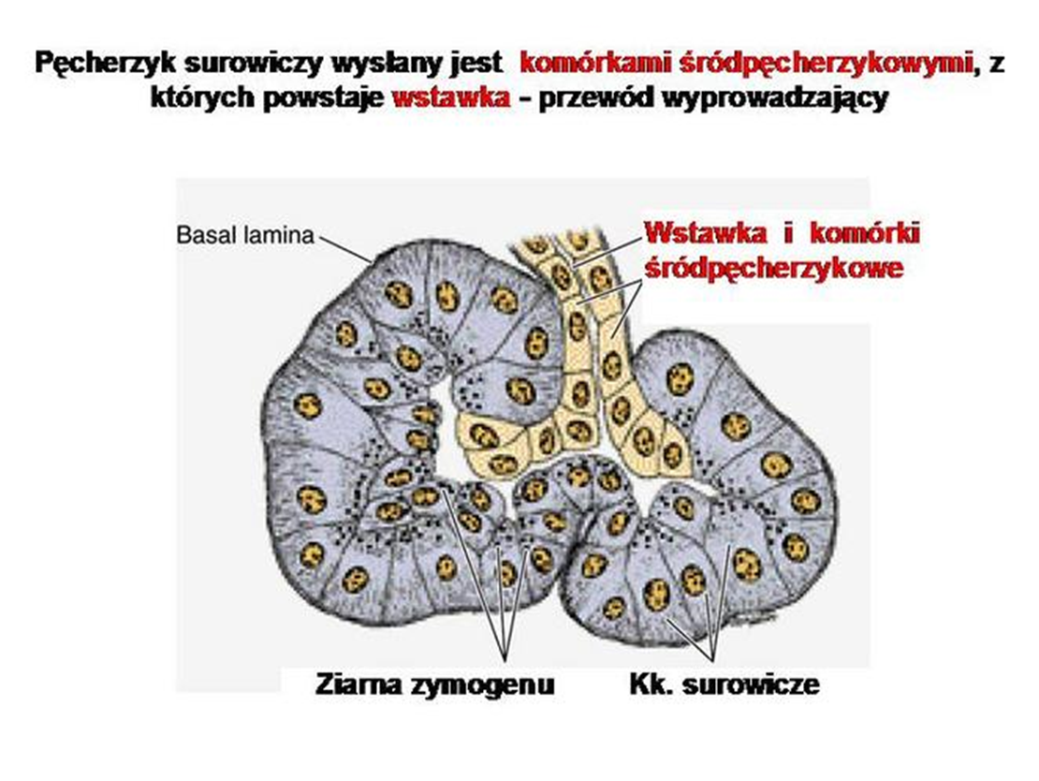 Pęcherzyk surowiczy wysłany jest komórkami śródpęcherzykowymi, z
których powstaje wstawka - przewód wyprowadzający
Basal lamina
Wstawka i komórki
śródpęcherzykowe
Ziarna zymogenu
Kk. surowicze